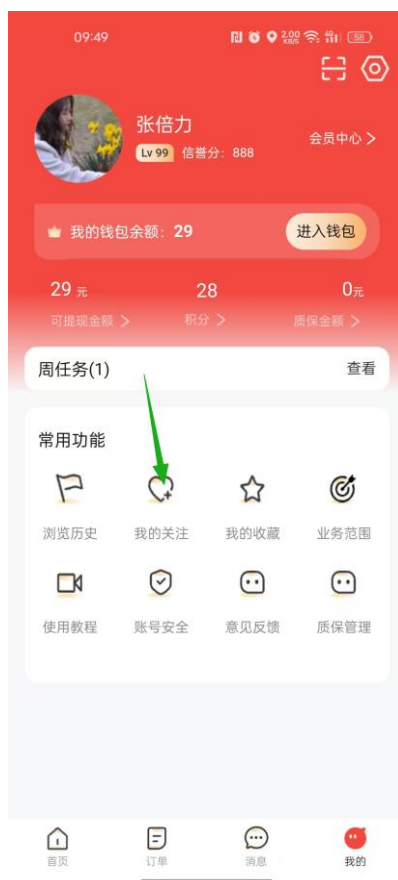 09:49 2.00 KB/S 4G 58
张倍力
Lv 99 信誉分：888
会员中心 >
我的钱包余额：29 进入钱包
29 元 28 0元
可提现金额 > 积分 > 质保金额 >
周任务(1) 查看
常用功能
浏览历史 我的关注 我的收藏 业务范围
使用教程 账号安全 意见反馈 质保管理
首页 订单 消息 我的